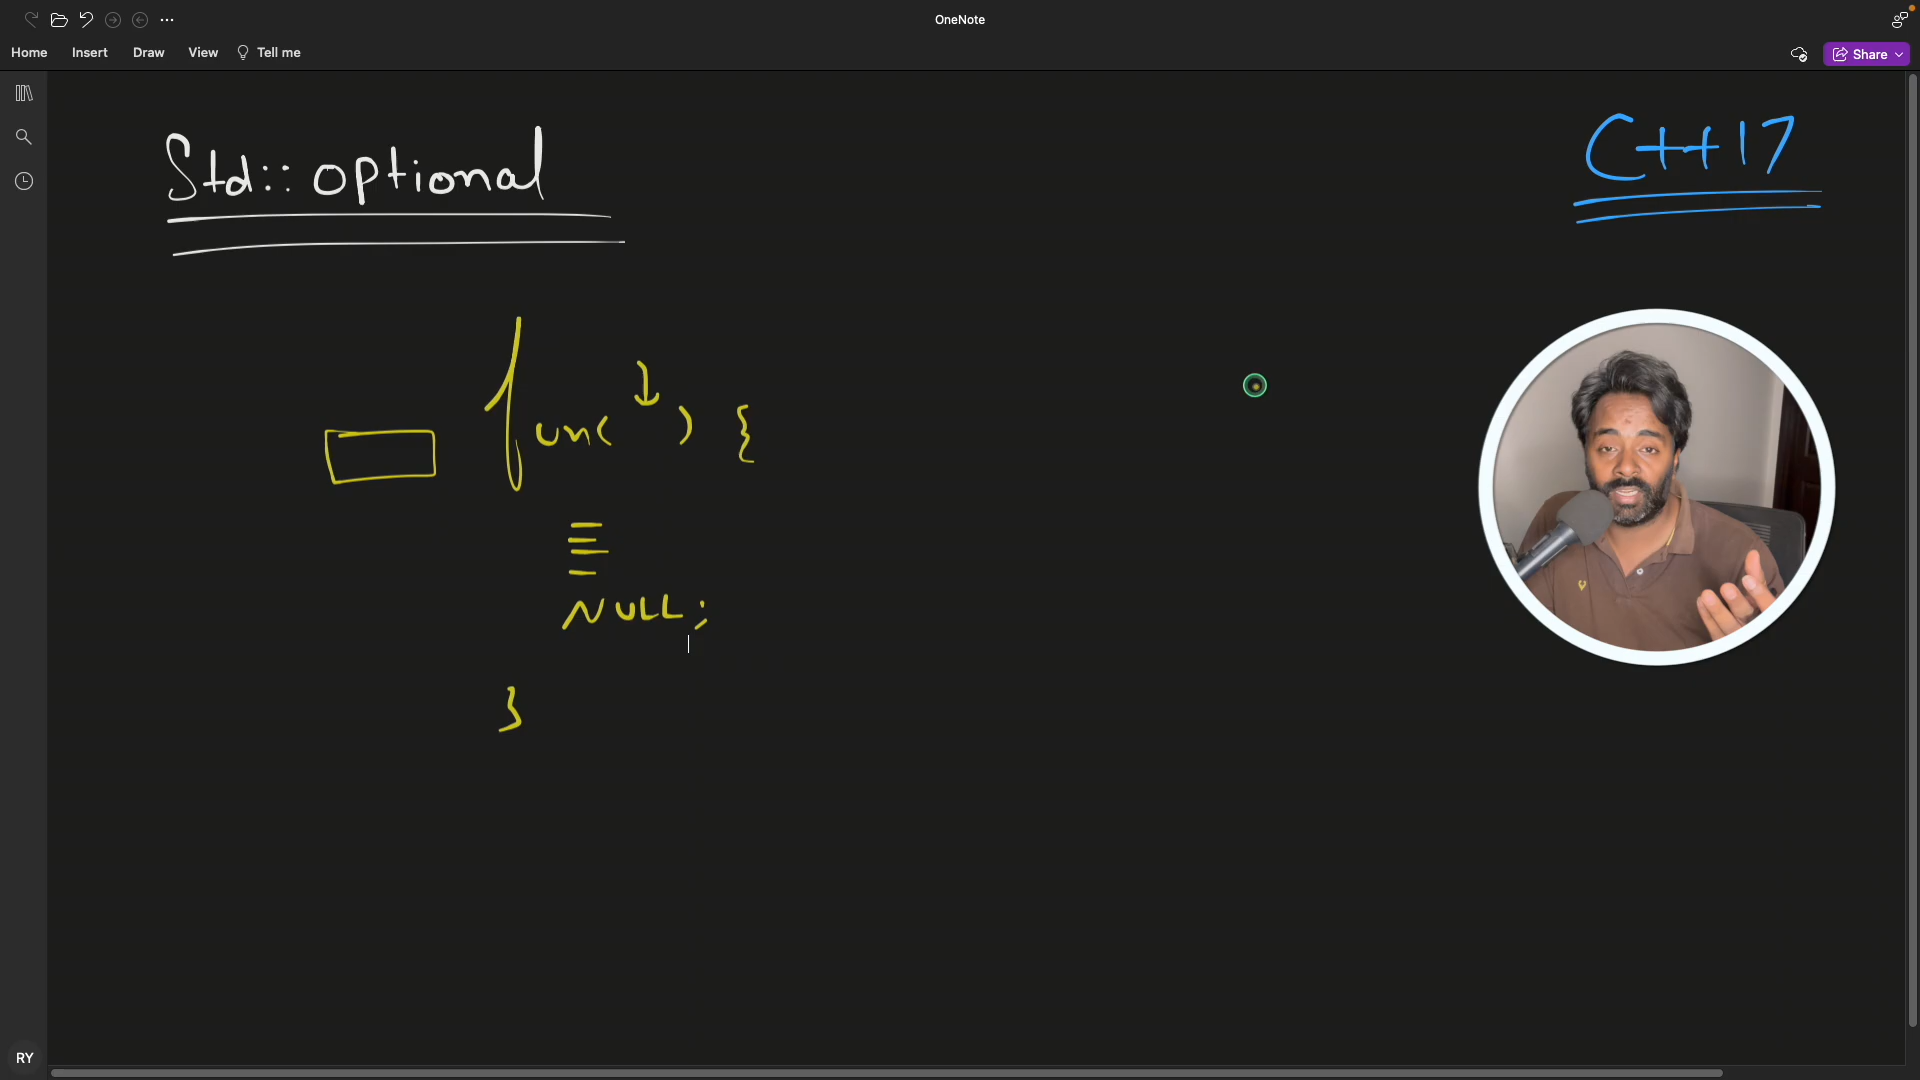 OneNote
Home Insert Draw View Tell me
Share
Std::optional
C++17
func( ) {
NULL;
}
RY